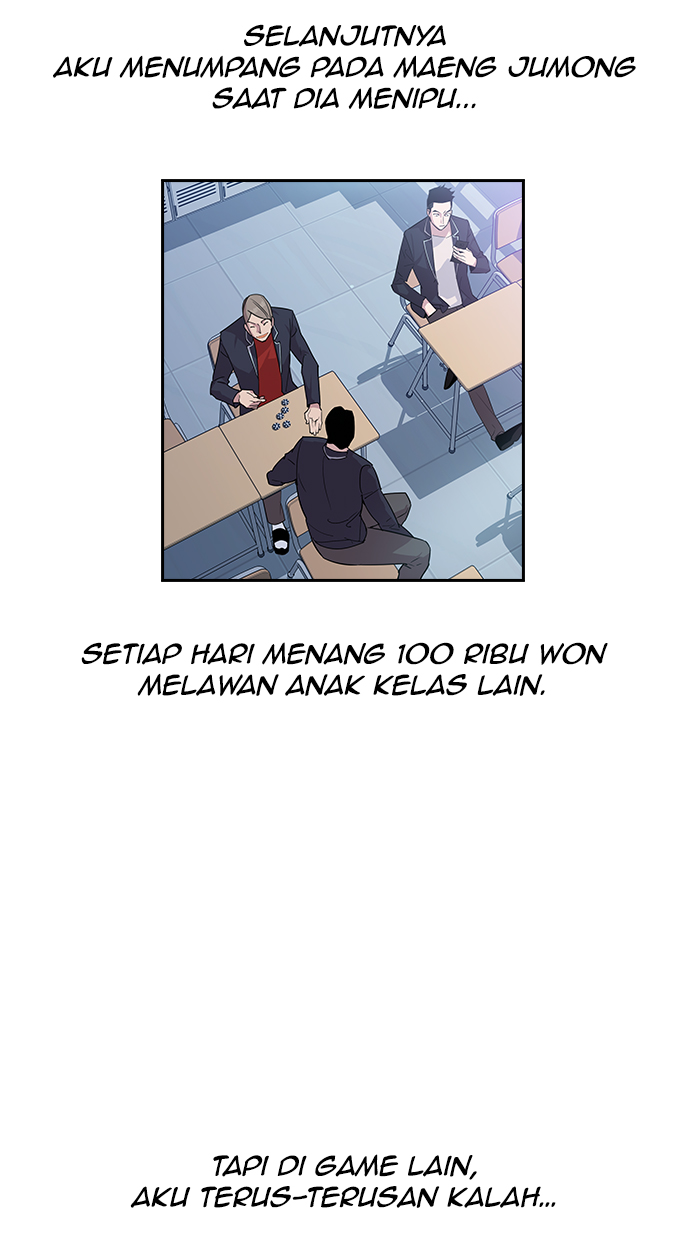 SELANJUTNYA
AKU MENUMPANG PADA MAENG JUMONG
SAAT DIA MENIPU...
SETIAP HARI MENANG 100 RIBU WON
MELAWAN ANAK KELAS LAIN.
TAPI DI GAME LAIN,
AKU TERUS-TERUSAN KALAH...